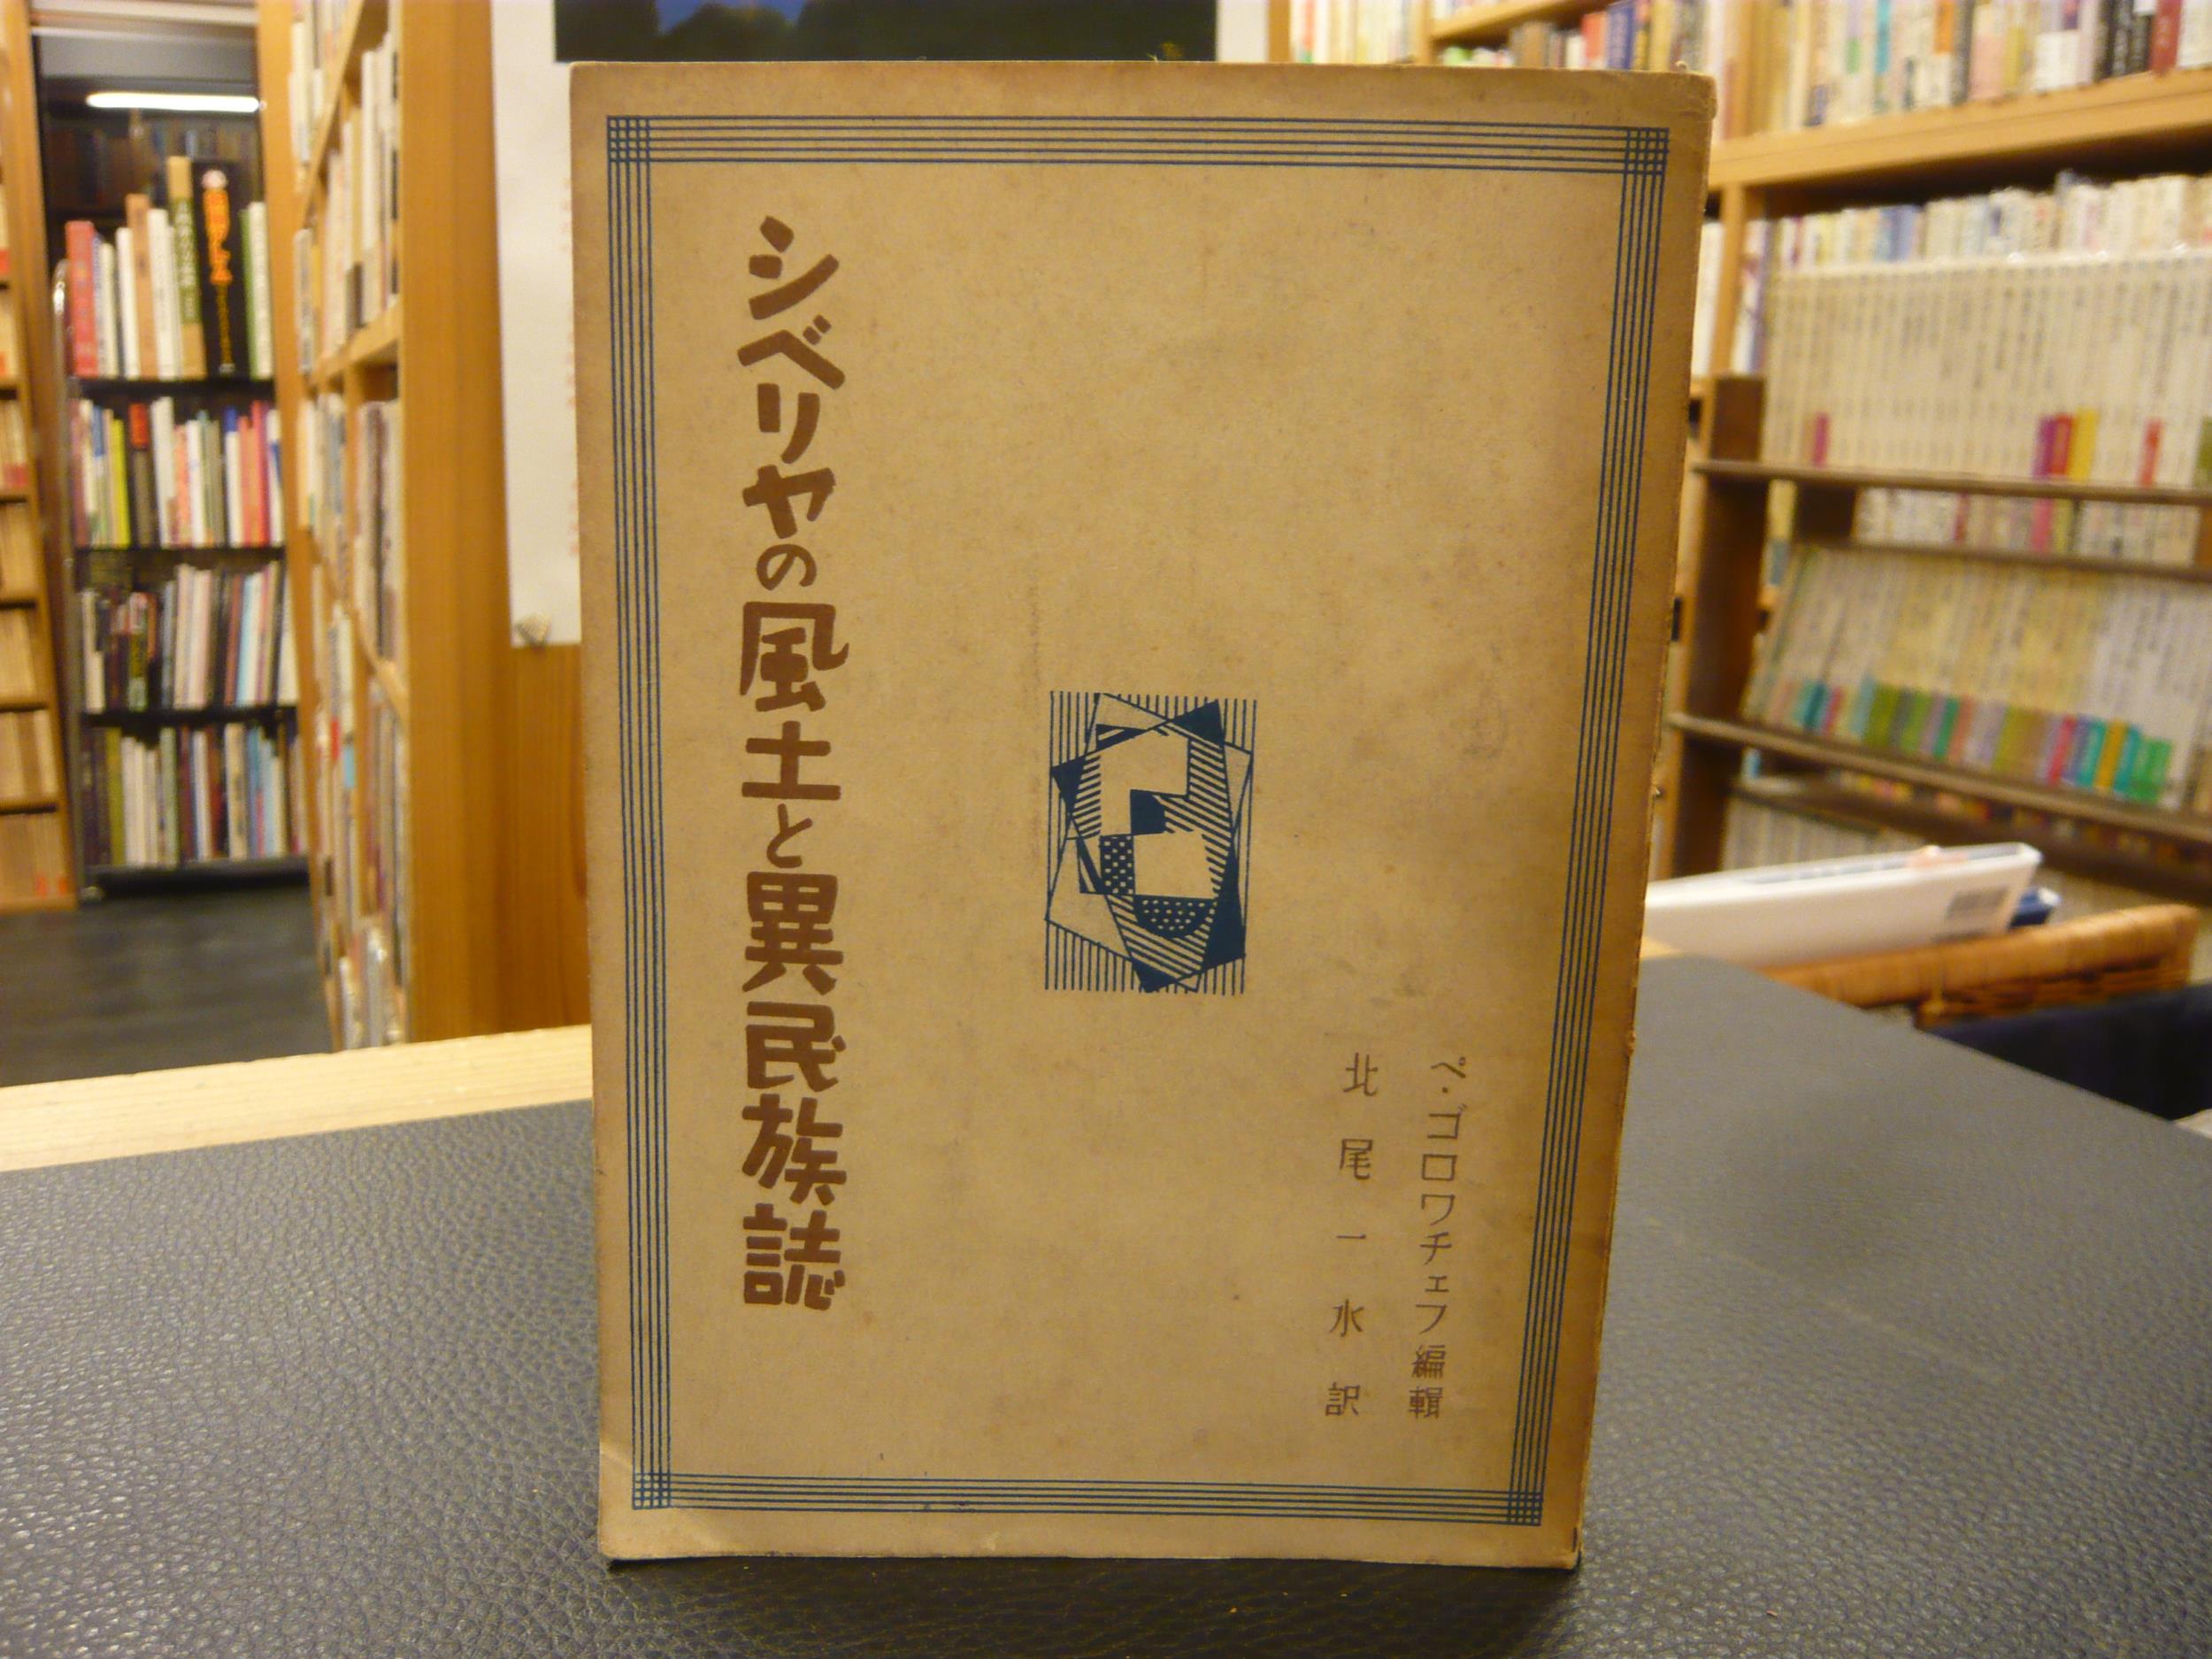 ペ・ゴロワチェフ編輯
北尾一水訳
シベリヤの風土と異民族誌